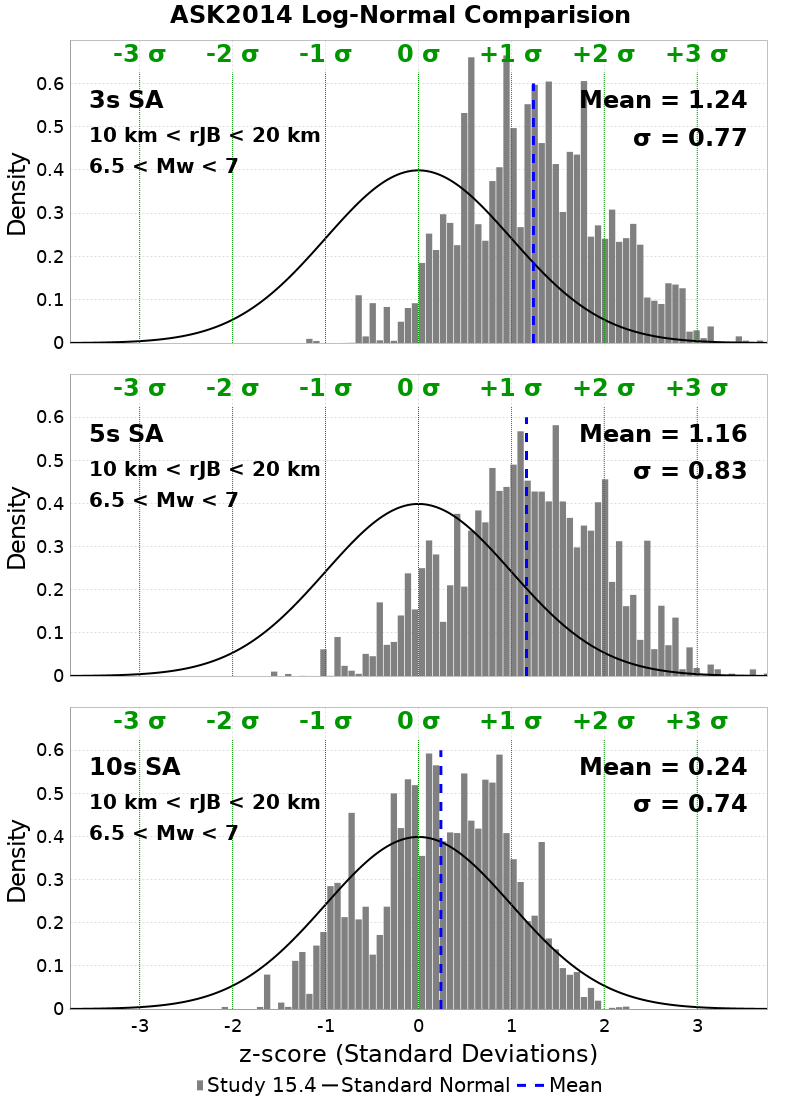 ASK2014 Log-Normal Comparision
-3 σ -2 σ -1 σ 0 σ +1 σ +2 σ +3 σ
3s SA
10 km < rJB < 20 km
6.5 < Mw < 7
Mean = 1.24
σ = 0.77
Density
0.6
0.5
0.4
0.3
0.2
0.1
0
-3 σ -2 σ -1 σ 0 σ +1 σ +2 σ +3 σ
5s SA
10 km < rJB < 20 km
6.5 < Mw < 7
Mean = 1.16
σ = 0.83
Density
0.6
0.5
0.4
0.3
0.2
0.1
0
-3 σ -2 σ -1 σ 0 σ +1 σ +2 σ +3 σ
10s SA
10 km < rJB < 20 km
6.5 < Mw < 7
Mean = 0.24
σ = 0.74
Density
0.6
0.5
0.4
0.3
0.2
0.1
0
-3 -2 -1 0 1 2 3
z-score (Standard Deviations)
Study 15.4 Standard Normal Mean